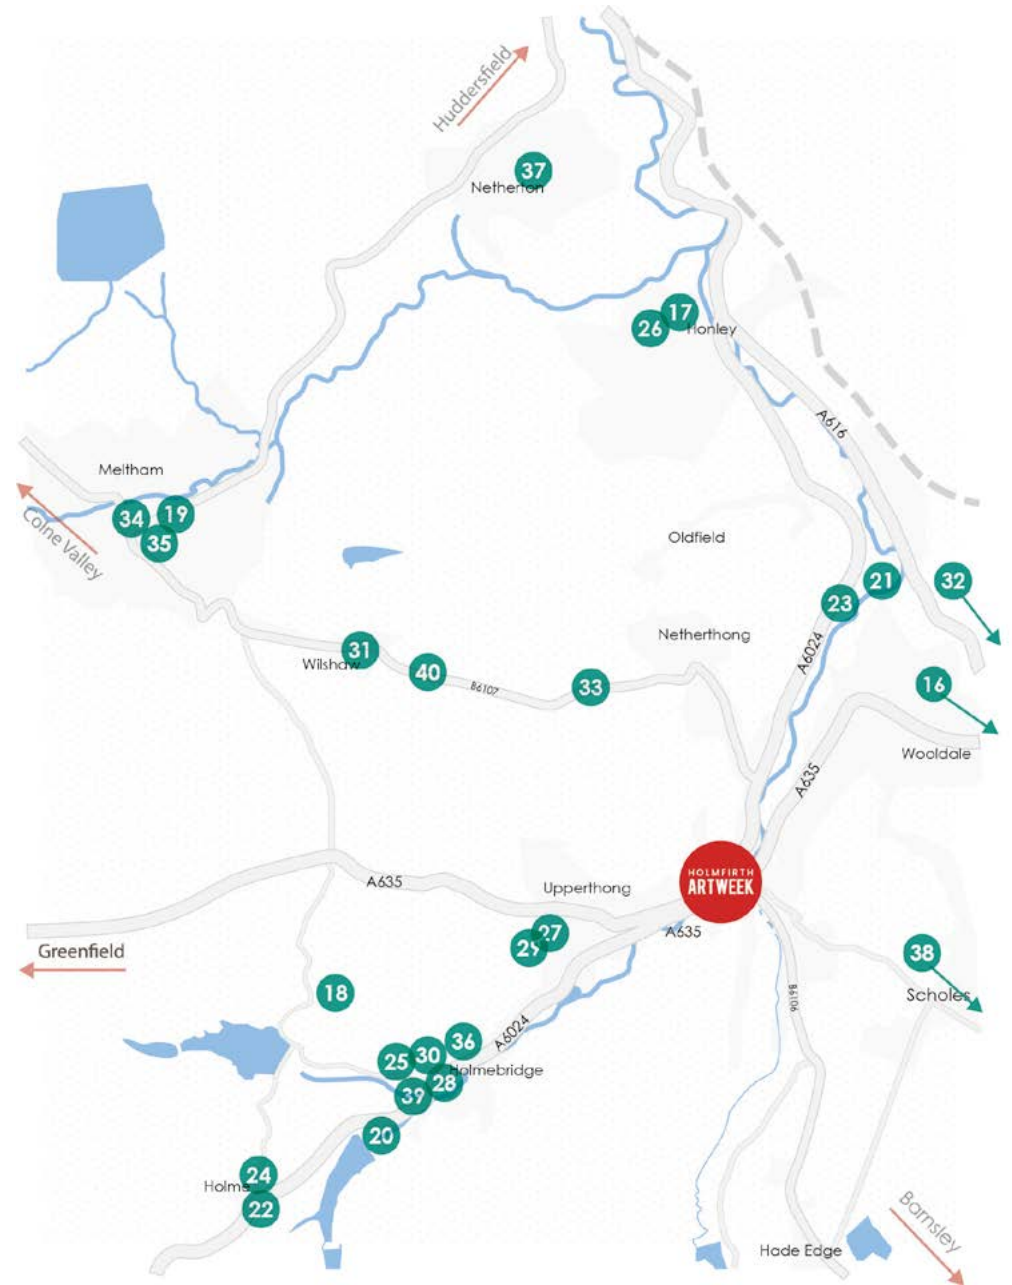 Huddersfield
37
Netherton
17
26
Honley
A616
Meltham
34
19
35
Colne Valley
Oldfield
21
32
23
Netherthong
A6024
31
Wilshaw
40
B6107
33
16
Wooldale
A635
HOLMFIRTH
ARTWEEK
A635
Upperthong
27
29
A635
Greenfield
38
Scholes
18
B6106
A6024
36
30
25
Holmebridge
28
39
20
24
Holme
22
Barnsley
Hade Edge